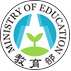 MINISTRY OF EDUCATION
教育部